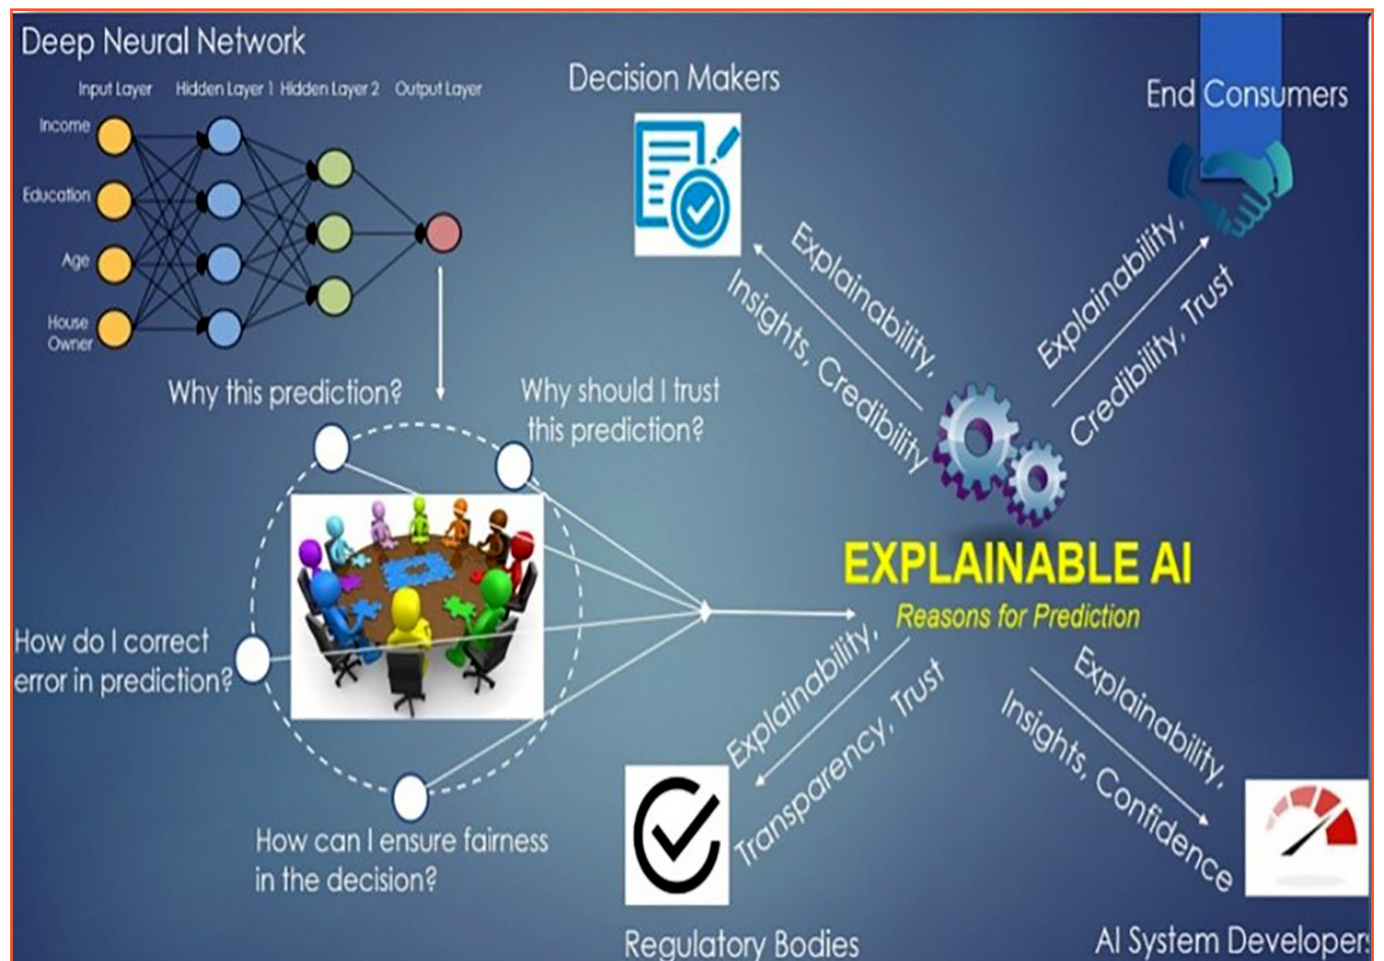 Deep Neural Network
Input Layer Hidden Layer 1 Hidden Layer 2 Output Layer
Income
Education
Age
House
Owner
Why this prediction?
Why should I trust
this prediction?
How do I correct
error in prediction?
How can I ensure fairness
in the decision?
Decision Makers
Explainability,
Insights, Credibility
End Consumers
Explainability,
Credibility, Trust
EXPLAINABLE AI
Reasons for Prediction
Explainability,
Transparency, Trust
Regulatory Bodies
Explainability,
Insights, Confidence
AI System Developers